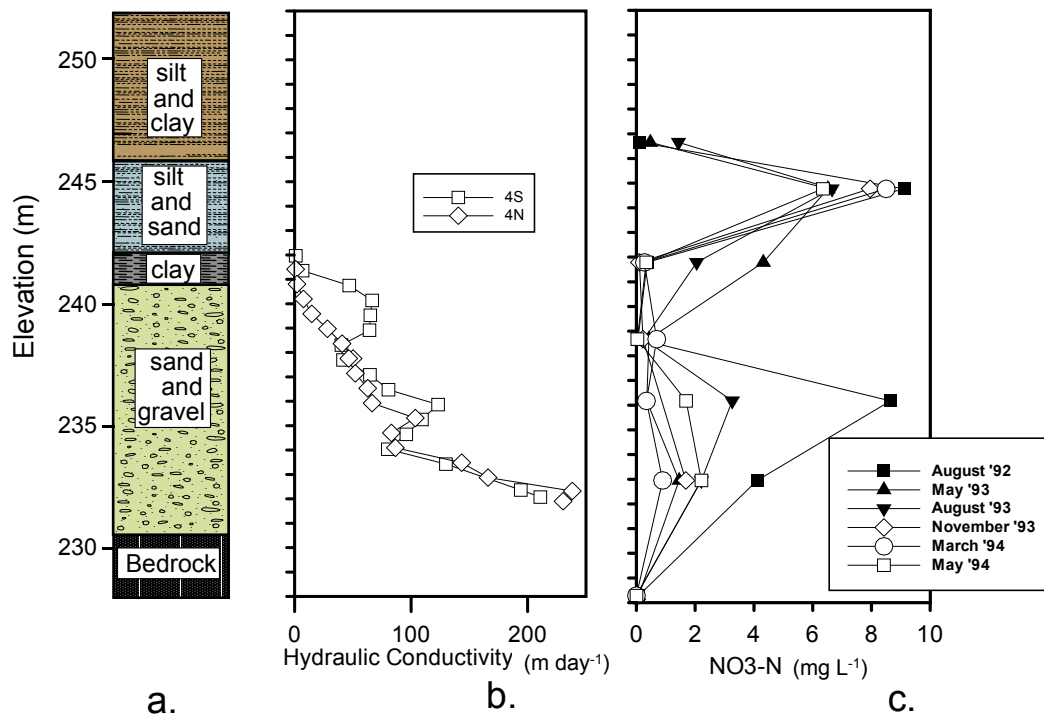 Elevation (m)
250
245
240
235
230
silt
and
clay
silt
and
sand
clay
sand
and
gravel
Bedrock
a.
4S
4N
0
100
200
Hydraulic Conductivity (m day-1)
b.
August '92
May '93
August '93
November '93
March '94
May '94
0
2
4
6
8
10
NO3-N (mg L-1)
c.